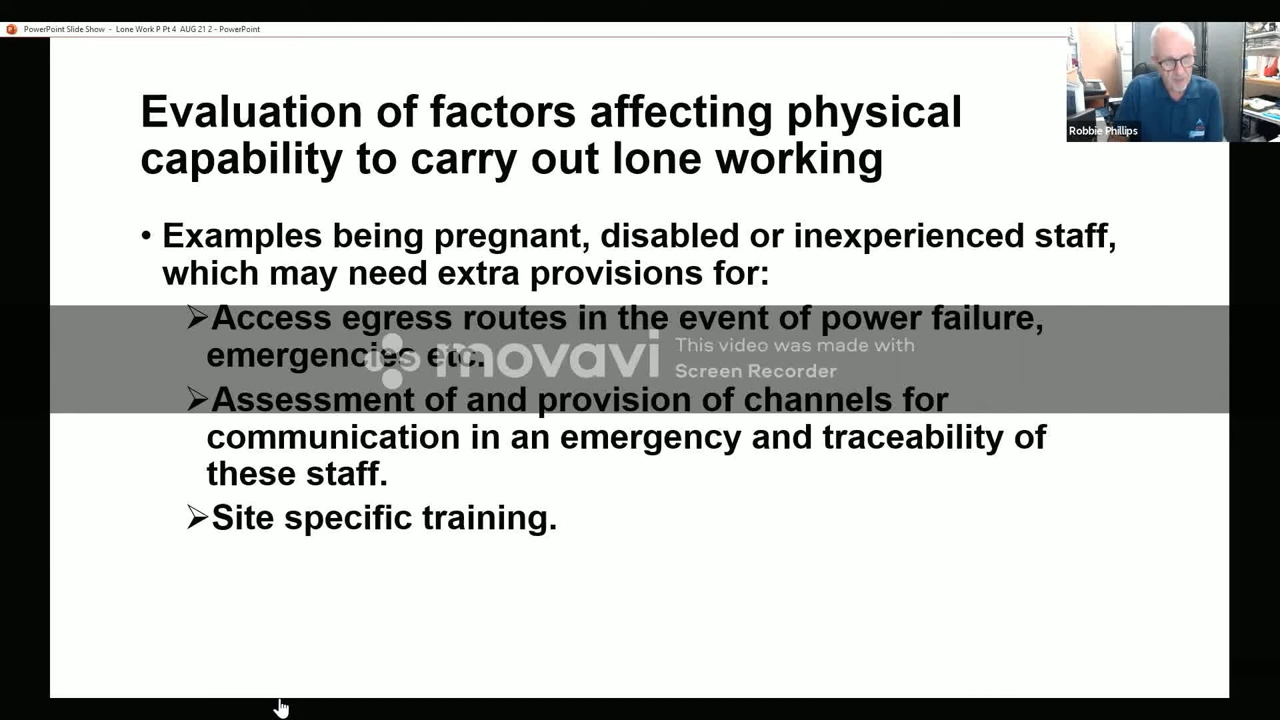 PowerPoint Slide Show - Lone Work P Pt 4 AUG 21 2 - PowerPoint
Robbie Phillips
Evaluation of factors affecting physical
capability to carry out lone working
• Examples being pregnant, disabled or inexperienced staff,
which may need extra provisions for:
➢Access egress routes in the event of power failure,
emergencies etc.
➢Assessment of and provision of channels for
communication in an emergency and traceability of
these staff.
➢Site specific training.
movavi
This video was made with
Screen Recorder